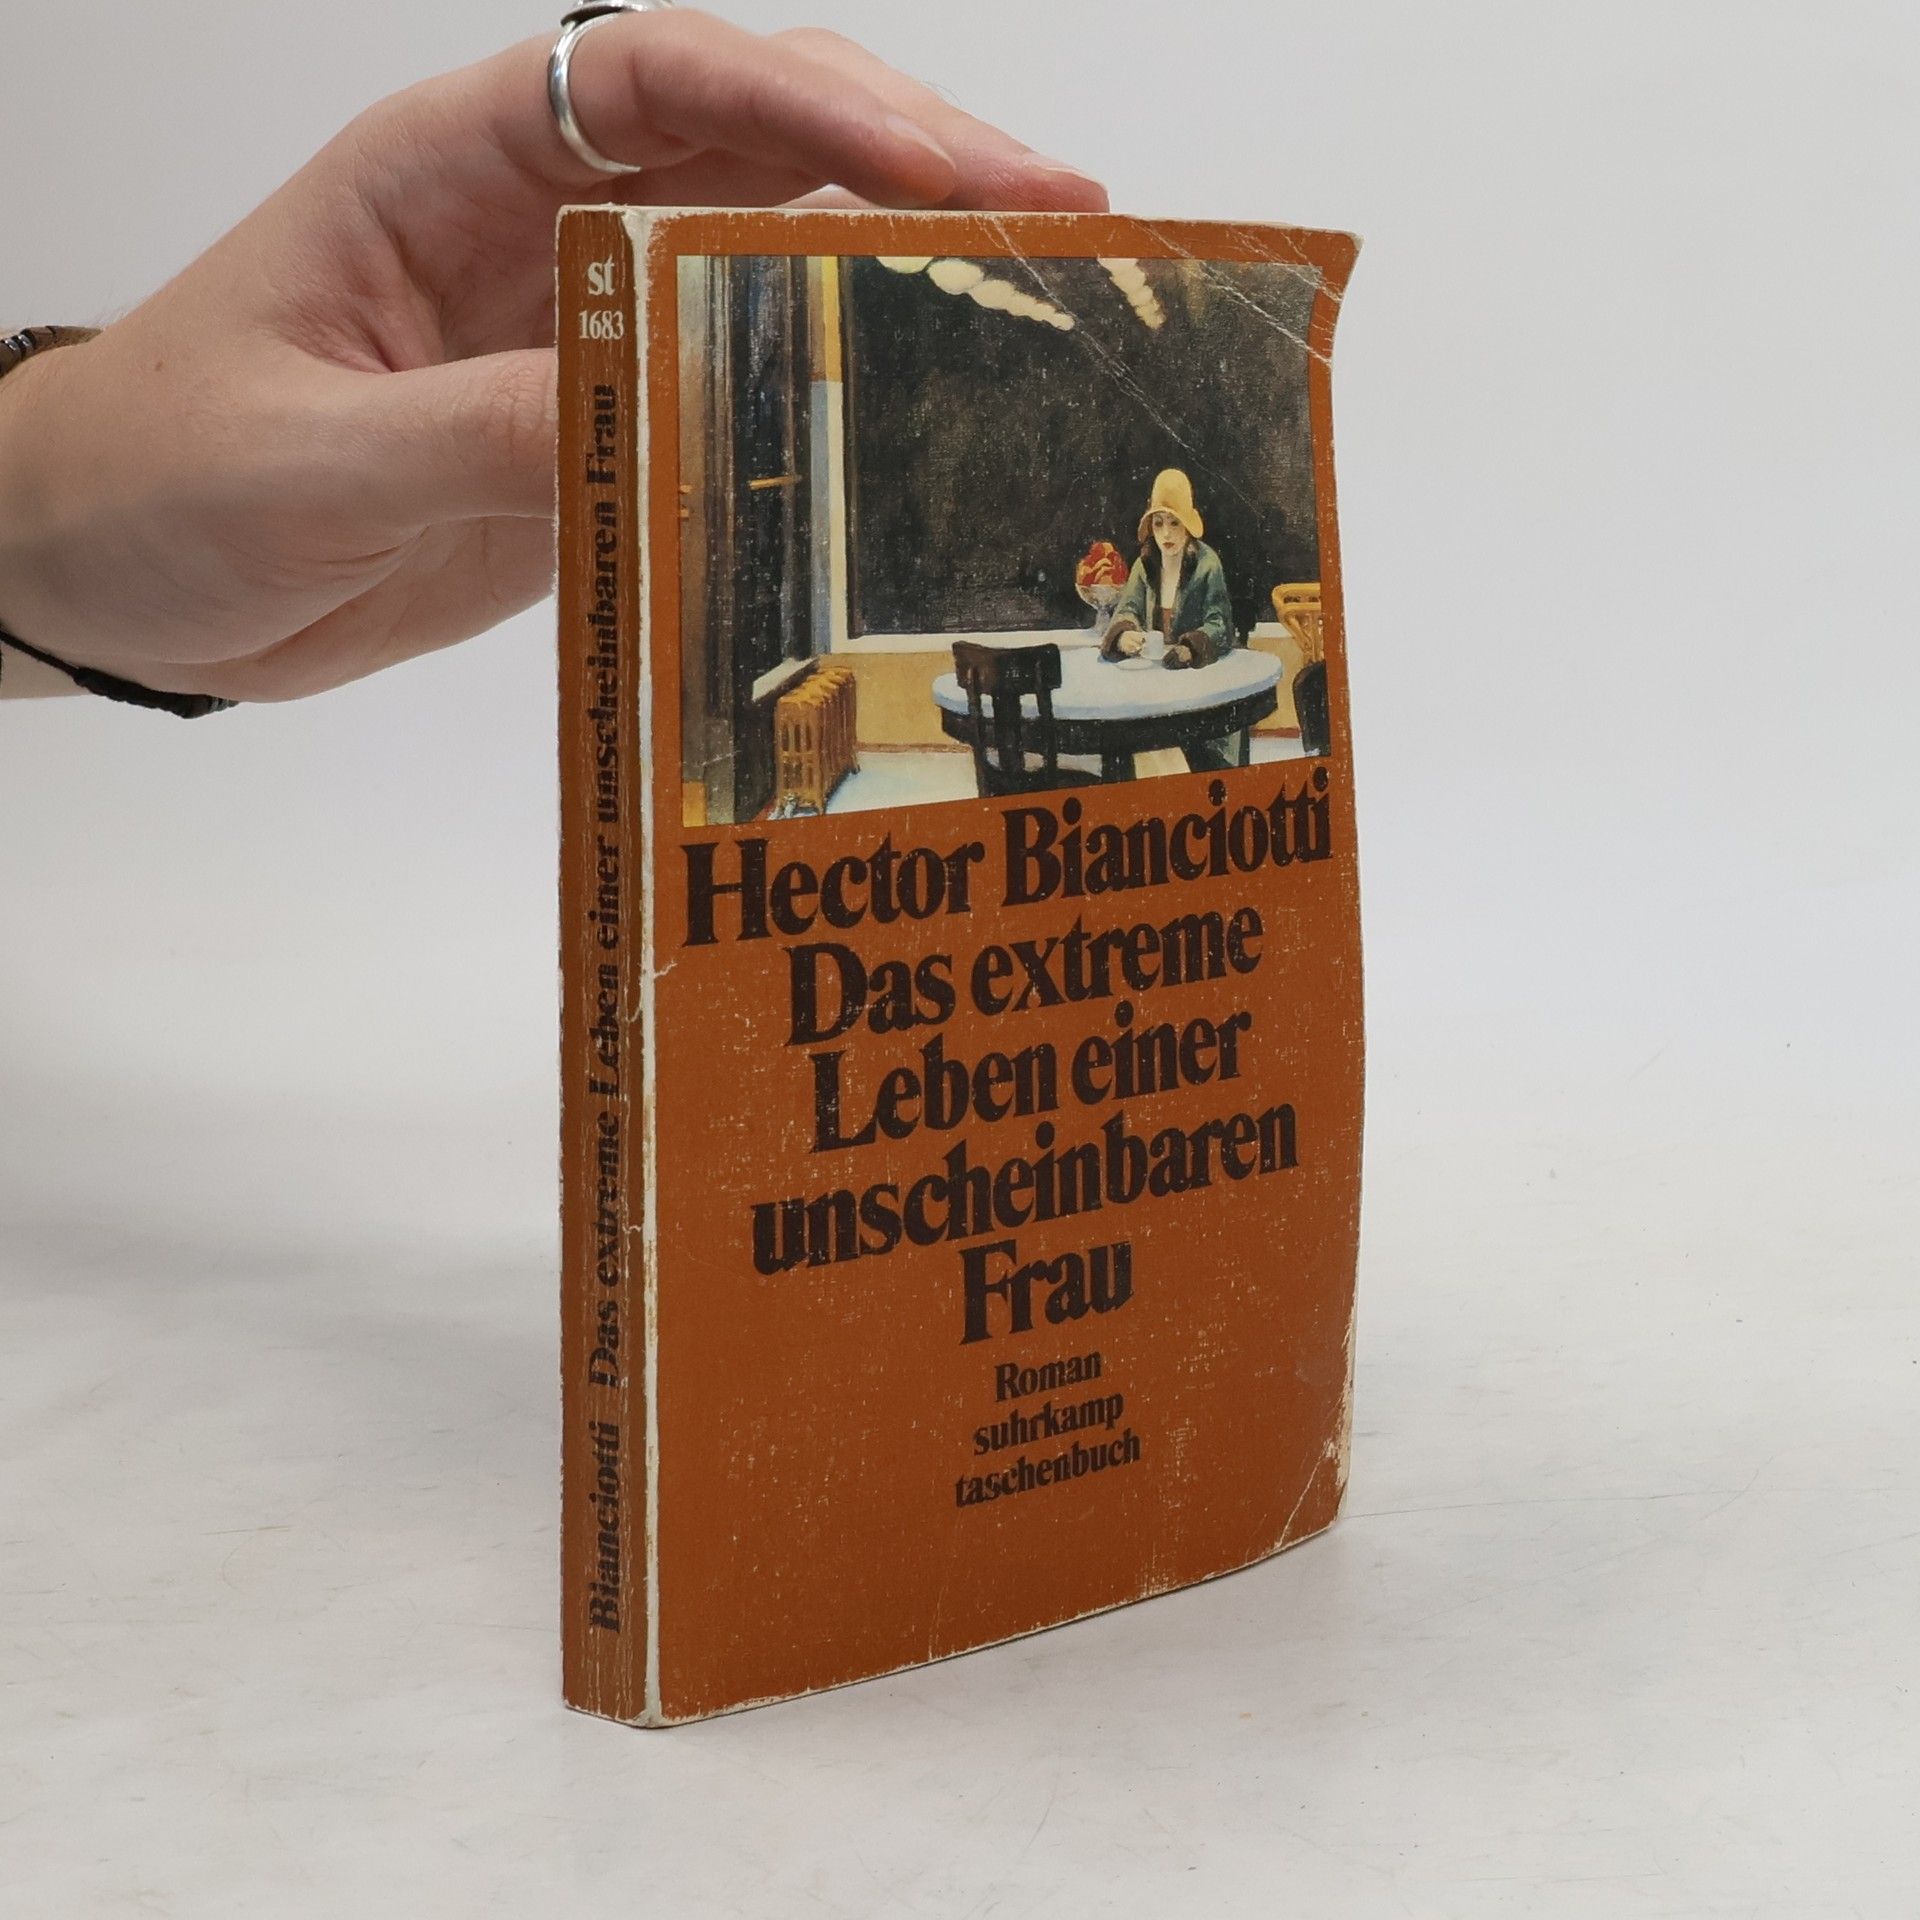 st
1683
Bianciotti Das extreme Leben einer unscheinbaren Frau
Hector Bianciotti
Das extreme
Leben einer
unscheinbaren
Frau
Roman
suhrkamp
taschenbuch